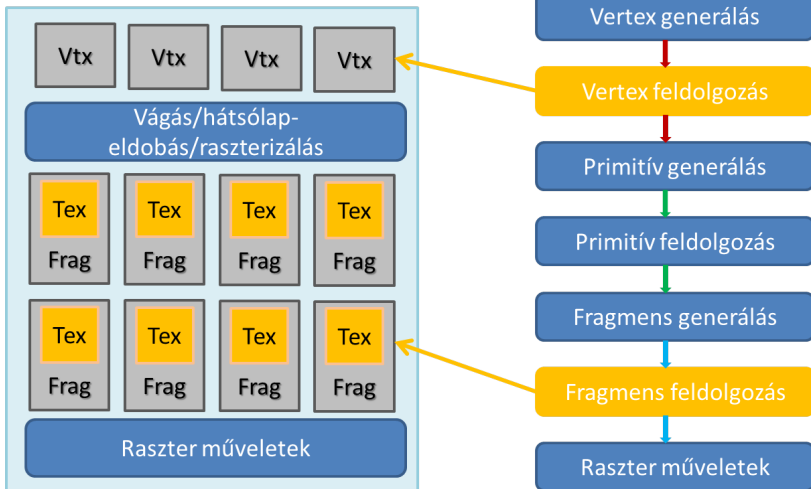 Vtx Vtx Vtx Vtx
Vágás/hátsólap-
eldobás/raszterizálás
Tex Tex Tex Tex
Frag Frag Frag Frag
Tex Tex Tex Tex
Frag Frag Frag Frag
Raszter műveletek
Vertex generálás
Vertex feldolgozás
Primitív generálás
Primitív feldolgozás
Fragmens generálás
Fragmens feldolgozás
Raszter műveletek